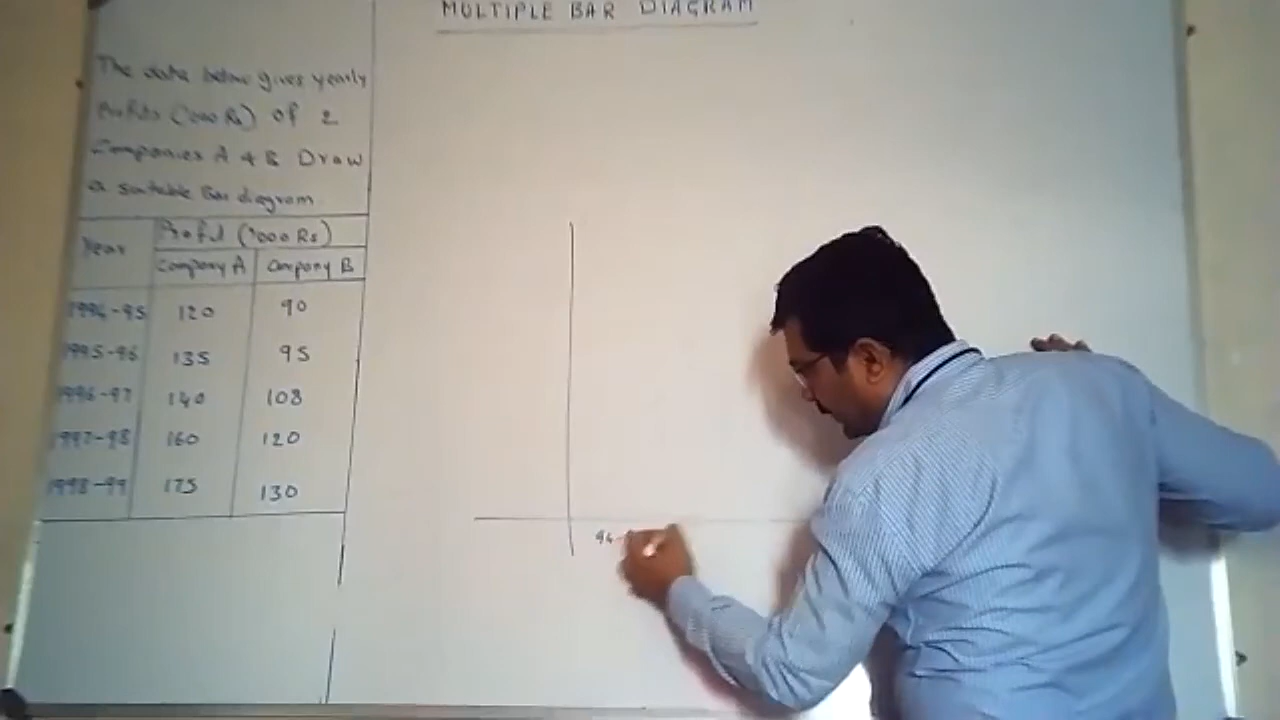 MULTIPLE BAR DIAGRAM
The data below gives yearly
Profits ('000 Rs) of 2
Companies A & B Draw
a suitable Bar diagram
Year Profit ('000 Rs)
Company A Company B
1994-95 120 90
1995-96 135 95
1996-97 140 108
1997-98 160 120
1998-99 175 130
94-